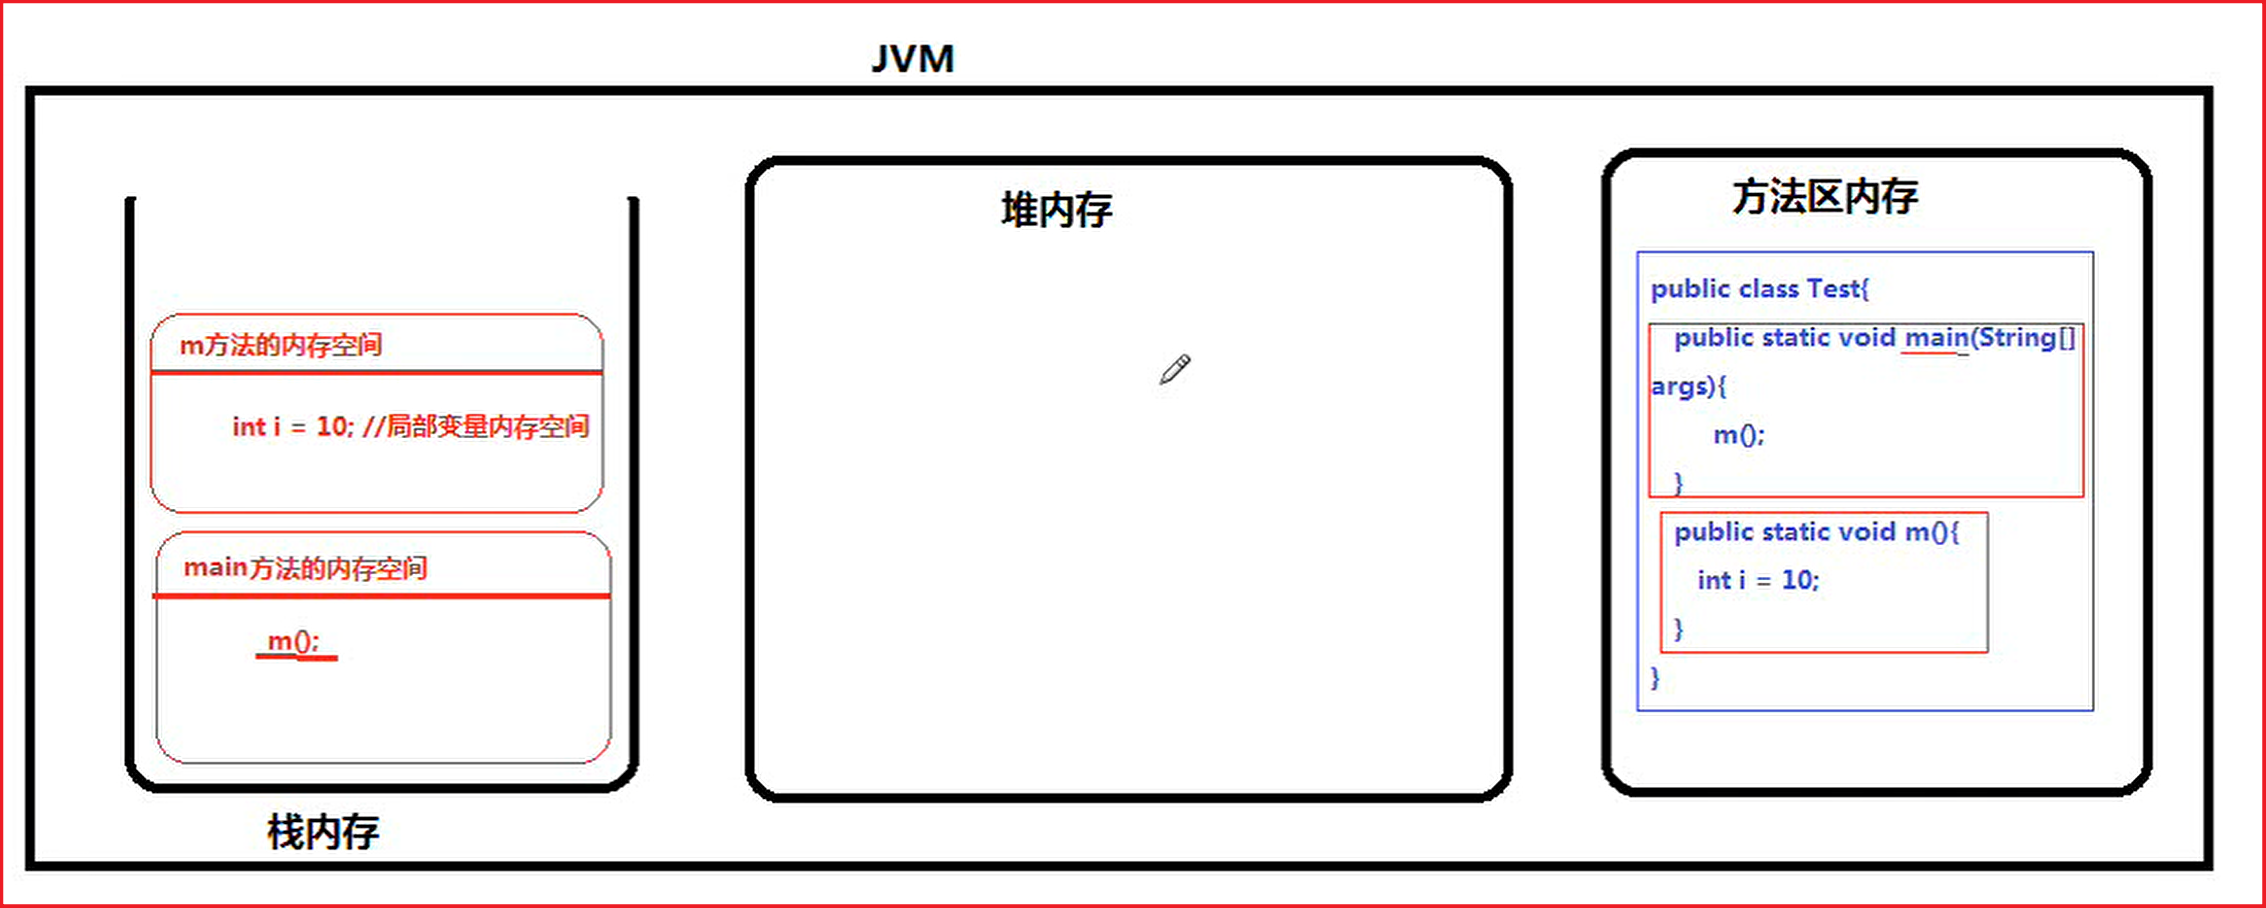 JVM
m方法的内存空间
int i = 10; //局部变量内存空间
main方法的内存空间
m();
栈内存
堆内存
方法区内存
public class Test{
public static void main(String[]
args){
m();
}
public static void m(){
int i = 10;
}
}